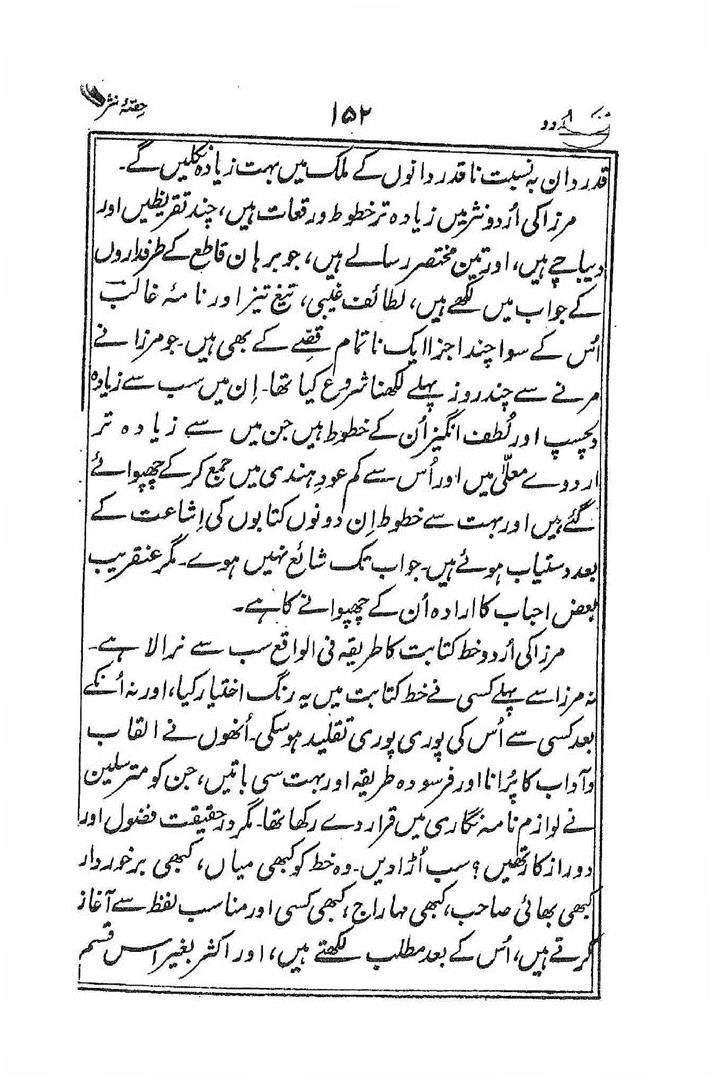 اُردو ۱۵۲ حِصّۂ نثر
قدردان بہ نسبت ناقدردانوں کے ملک میں بہت زیادہ نکلیں گے۔
مرزا کی اُردو نثر میں زیادہ تر خطوط و رقعات ہیں، چند تقریظیں اور
دیباچے ہیں، اور تین مختصر رسالے ہیں، جو برہان قاطع کے طرفداروں
کے جواب میں لکھے ہیں، لطائف غیبی، تیغ تیز اور نامۂ غالب
اُس کے سوا چند اجزا ایک ناتمام قصّے کے بھی ہیں۔ جو مرزا نے
مرنے سے چند روز پہلے لکھنا شروع کیا تھا۔ اِن میں سب سے زیادہ
دلچسپ اور لُطف انگیز اُن کے خطوط ہیں جن میں سے زیادہ تر
اردوے معلّیٰ میں اور اُس سے کم عودِ ہندی میں جمع کر کے چھپوائے
گئے ہیں اور بہت سے خطوط اِن دونوں کتابوں کی اِشاعت کے
بعد دستیاب ہوئے ہیں۔ جو اب تک شائع نہیں ہوے۔ مگر عنقریب
بعض احباب کا ارادہ اُن کے چھپوانے کا ہے۔
مرزا کی اُردو خط کتابت کا طریقہ فی الواقع سب سے نرالا ہے۔
نہ مرزا سے پہلے کسی نے خط کتابت میں یہ رنگ اختیار کیا، اور نہ اُنکے
بعد کسی سے اُس کی پوری پوری تقلید ہو سکی۔ اُنھوں نے القاب
و آداب کا پُرانا اور فرسودہ طریقہ اور بہت سی باتیں، جن کو مترسلین
نے لوازم نامہ نگاری میں قرار دے رکھا تھا۔ مگر در حقیقت فضول اور
دور از کار تھیں؟ سب اُڑا دیں۔ وہ خط کو کبھی میاں، کبھی برخوردار
کبھی بھائی صاحب، کبھی مہاراج، کبھی کسی اور مناسب لفظ سے آغاز
کرتے ہیں، اُس کے بعد مطلب لکھتے ہیں، اور اکثر بغیر اس قسم